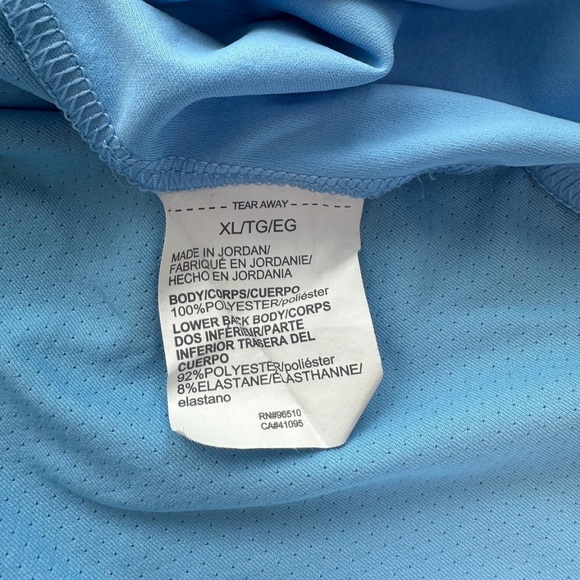 TEAR AWAY
XL/TG/EG
MADE IN JORDAN/
FABRIQUÉ EN JORDANIE/
HECHO EN JORDANIA
BODY/CORPS/CUERPO
100%POLYESTER/poliéster
LOWER BACK BODY/CORPS
DOS INFÉRIEUR/PARTE
INFERIOR TRASERA DEL
CUERPO
92%POLYESTER/poliéster
8%ELASTANE/ÉLASTHANNE/
elastano
RN#96510
CA#41095